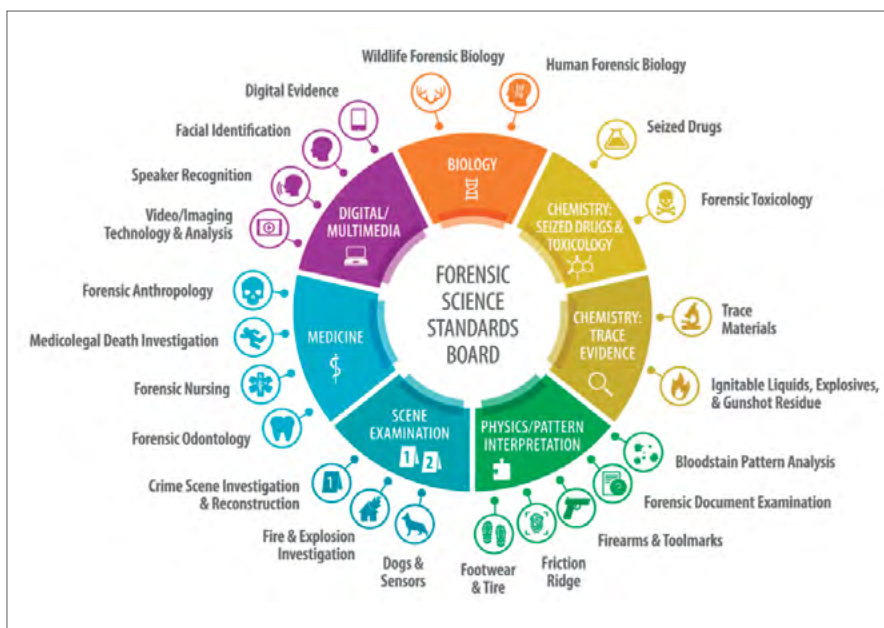 Wildlife Forensic Biology
Human Forensic Biology
Digital Evidence
Facial Identification
Seized Drugs
Speaker Recognition
BIOLOGY
Forensic Toxicology
Video/Imaging
Technology & Analysis
DIGITAL/
MULTIMEDIA
CHEMISTRY:
SEIZED DRUGS &
TOXICOLOGY
FORENSIC
SCIENCE
STANDARDS
BOARD
Forensic Anthropology
Medicolegal Death Investigation
MEDICINE
CHEMISTRY:
TRACE
EVIDENCE
Trace
Materials
Forensic Nursing
Ignitable Liquids, Explosives,
& Gunshot Residue
Forensic Odontology
SCENE
EXAMINATION
1 2
PHYSICS/PATTERN
INTERPRETATION
Bloodstain Pattern Analysis
Crime Scene Investigation
& Reconstruction
1
Forensic Document Examination
Fire & Explosion
Investigation
Firearms & Toolmarks
Dogs &
Sensors
Footwear
& Tire
Friction
Ridge